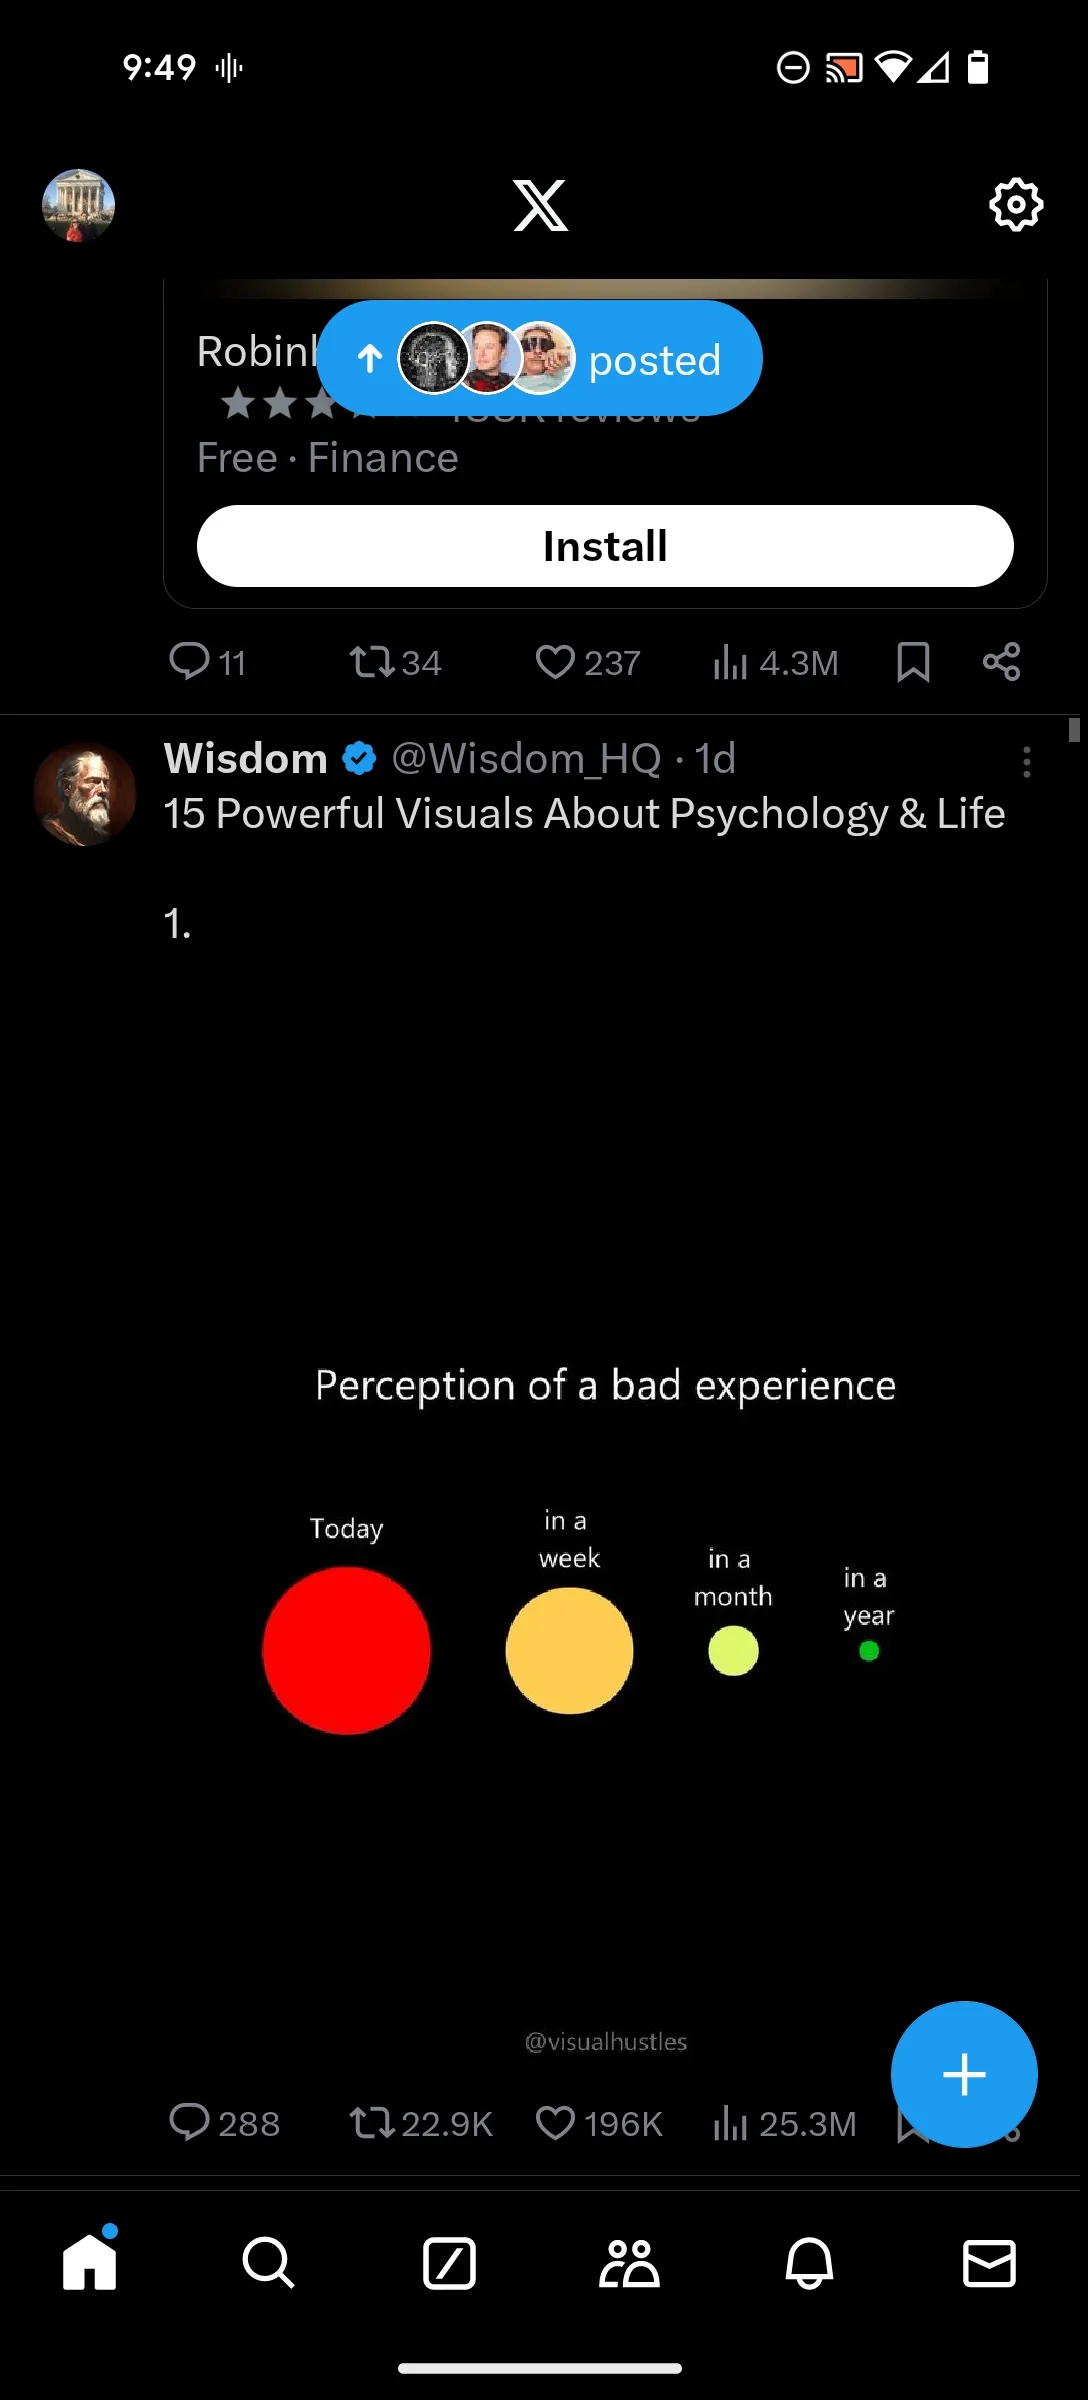 9:49
X
posted
Free · Finance
Install
11 34 237 4.3M
Wisdom @Wisdom_HQ · 1d
15 Powerful Visuals About Psychology & Life
1.
Perception of a bad experience
Today
in a
week
in a
month
in a
year
@visualhustles
288 22.9K 196K 25.3M